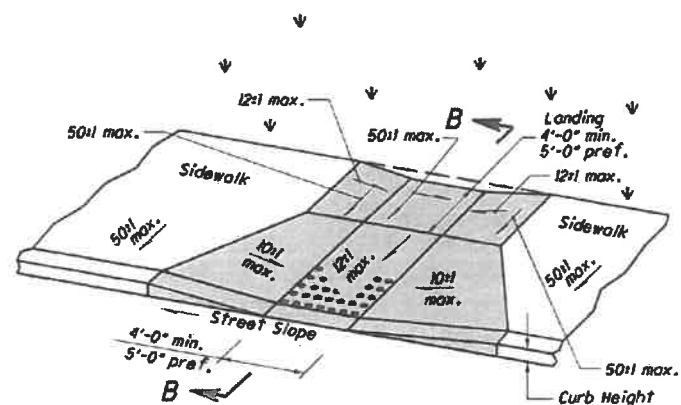 12:1 max.
50:1 max.
50:1 max.
B
Landing
4'-0" min.
5'-0" pref.
12:1 max.
Sidewalk
Sidewalk
50:1
max.
10:1
max.
12:1
max.
10:1
max.
50:1
max.
Street Slope
4'-0" min.
5'-0" pref.
50:1 max.
B
Curb Height